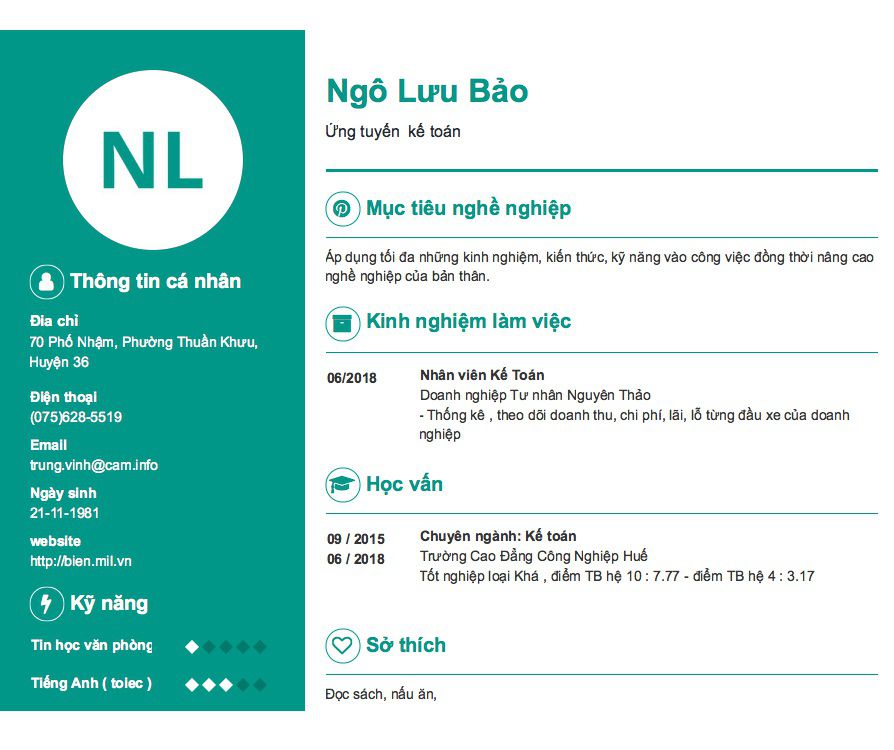 NL
Thông tin cá nhân
Địa chỉ
70 Phố Nhậm, Phường Thuần Khưu,
Huyện 36
Điện thoại
(075)628-5519
Email
trung.vinh@cam.info
Ngày sinh
21-11-1981
website
http://bien.mil.vn
Kỹ năng
Tin học văn phòng
Tiếng Anh ( toiec )
Ngô Lưu Bảo
Ứng tuyển kế toán
Mục tiêu nghề nghiệp
Áp dụng tối đa những kinh nghiệm, kiến thức, kỹ năng vào công việc đồng thời nâng cao
nghề nghiệp của bản thân.
Kinh nghiệm làm việc
06/2018
Nhân viên Kế Toán
Doanh nghiệp Tư nhân Nguyên Thảo
- Thống kê , theo dõi doanh thu, chi phí, lãi, lỗ từng đầu xe của doanh
nghiệp
Học vấn
09 / 2015
06 / 2018
Chuyên ngành: Kế toán
Trường Cao Đẳng Công Nghiệp Huế
Tốt nghiệp loại Khá , điểm TB hệ 10 : 7.77 - điểm TB hệ 4 : 3.17
Sở thích
Đọc sách, nấu ăn,